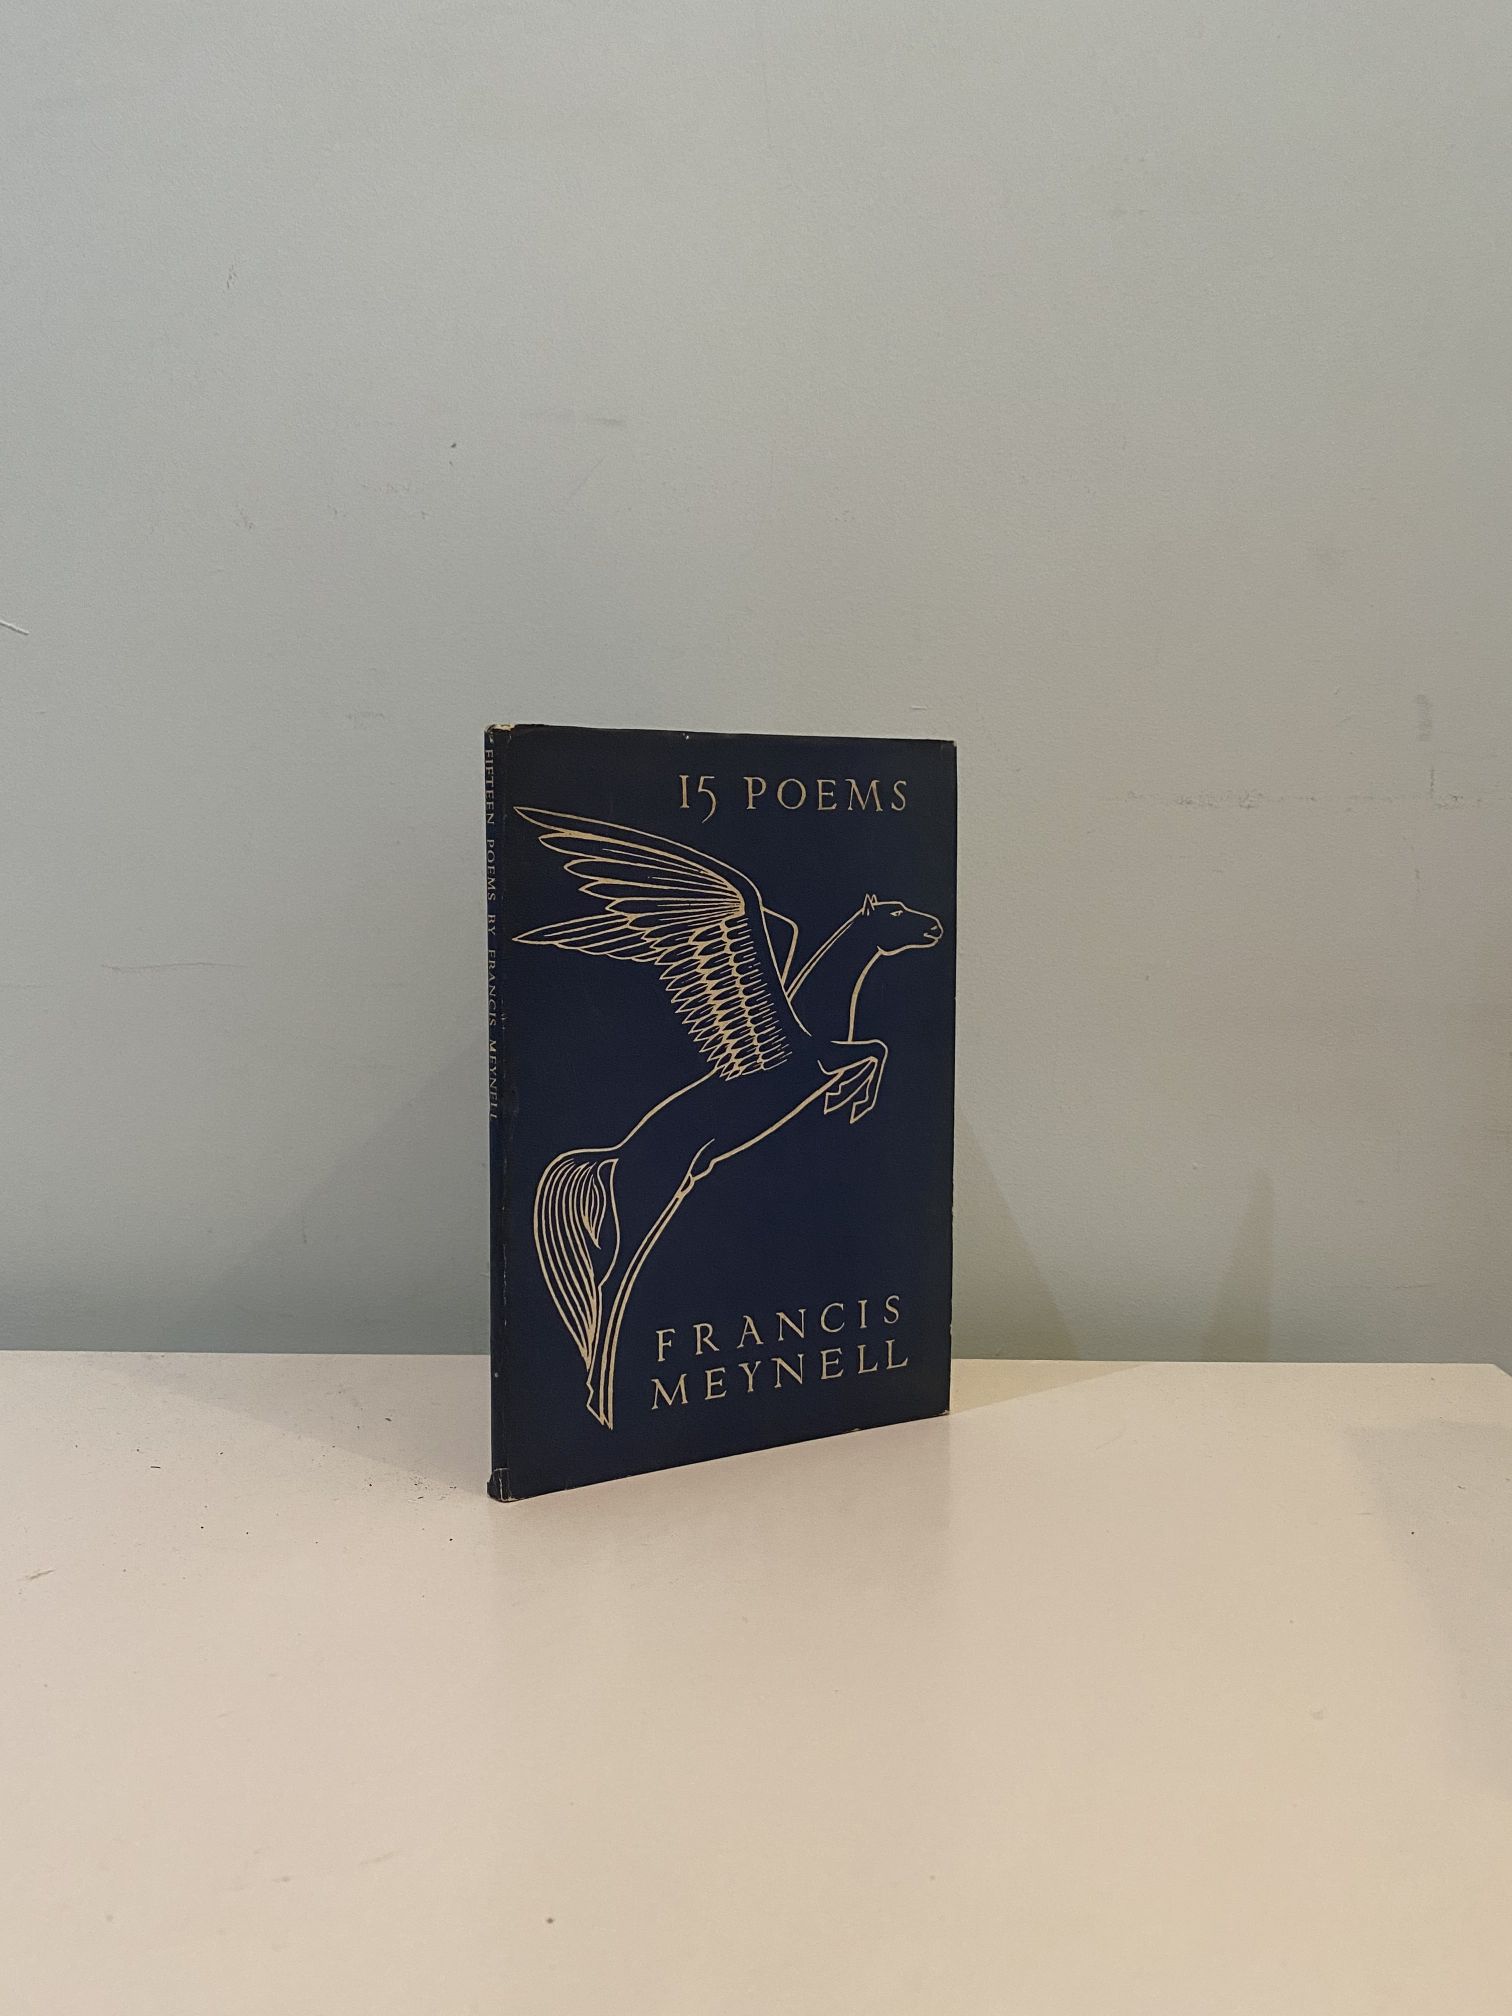 15 POEMS
FRANCIS
MEYNELL
FIFTEEN POEMS BY FRANCIS MEYNELL